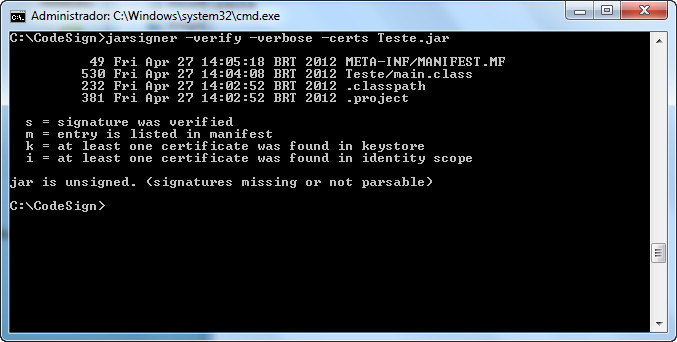 Administrador: C:\Windows\system32\cmd.exe
C:\CodeSign>jarsigner -verify -verbose -certs Teste.jar
49 Fri Apr 27 14:05:18 BRT 2012 META-INF/MANIFEST.MF
530 Fri Apr 27 14:04:08 BRT 2012 Teste/main.class
232 Fri Apr 27 14:02:52 BRT 2012 .classpath
381 Fri Apr 27 14:02:52 BRT 2012 .project
s = signature was verified
m = entry is listed in manifest
k = at least one certificate was found in keystore
i = at least one certificate was found in identity scope
jar is unsigned. (signatures missing or not parsable)
C:\CodeSign>